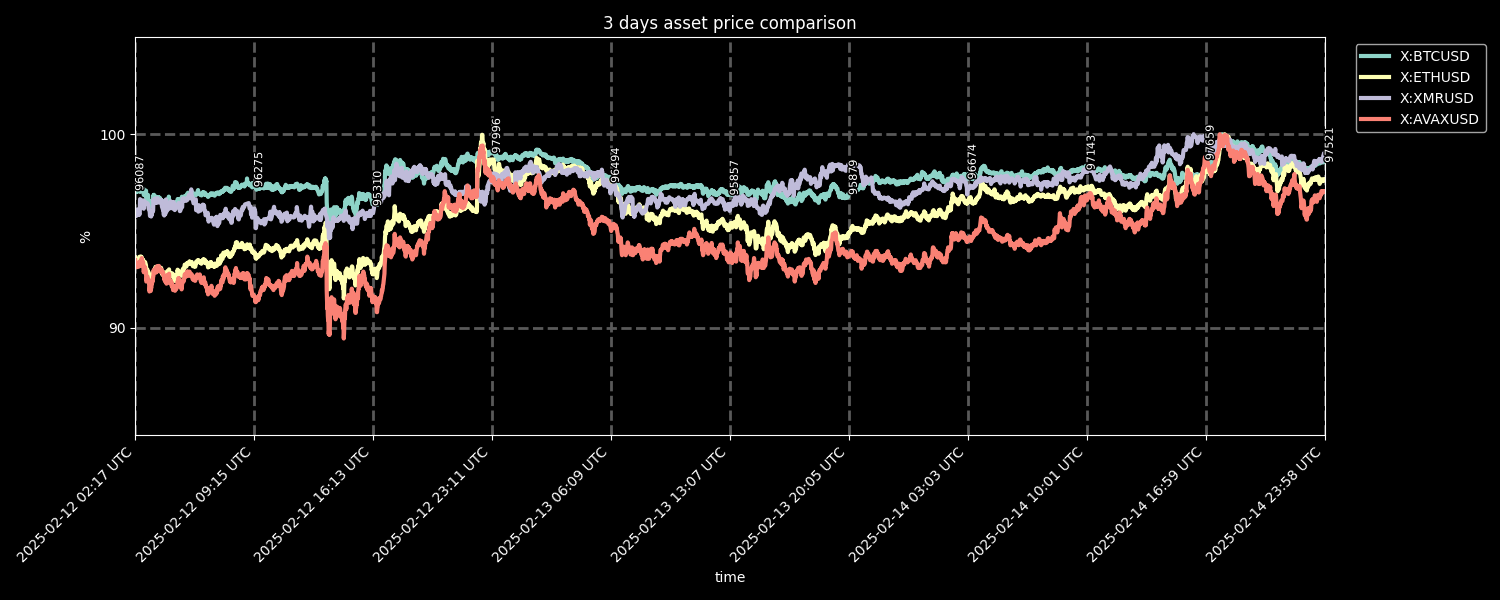 3 days asset price comparison
X:BTCUSD
X:ETHUSD
X:XMRUSD
X:AVAXUSD
100
90
%
96087
96275
95310
97996
96494
95857
95879
96674
97143
97659
97521
2025-02-12 02:17 UTC
2025-02-12 09:15 UTC
2025-02-12 16:13 UTC
2025-02-12 23:11 UTC
2025-02-13 06:09 UTC
2025-02-13 13:07 UTC
2025-02-13 20:05 UTC
2025-02-14 03:03 UTC
2025-02-14 10:01 UTC
2025-02-14 16:59 UTC
2025-02-14 23:58 UTC
time